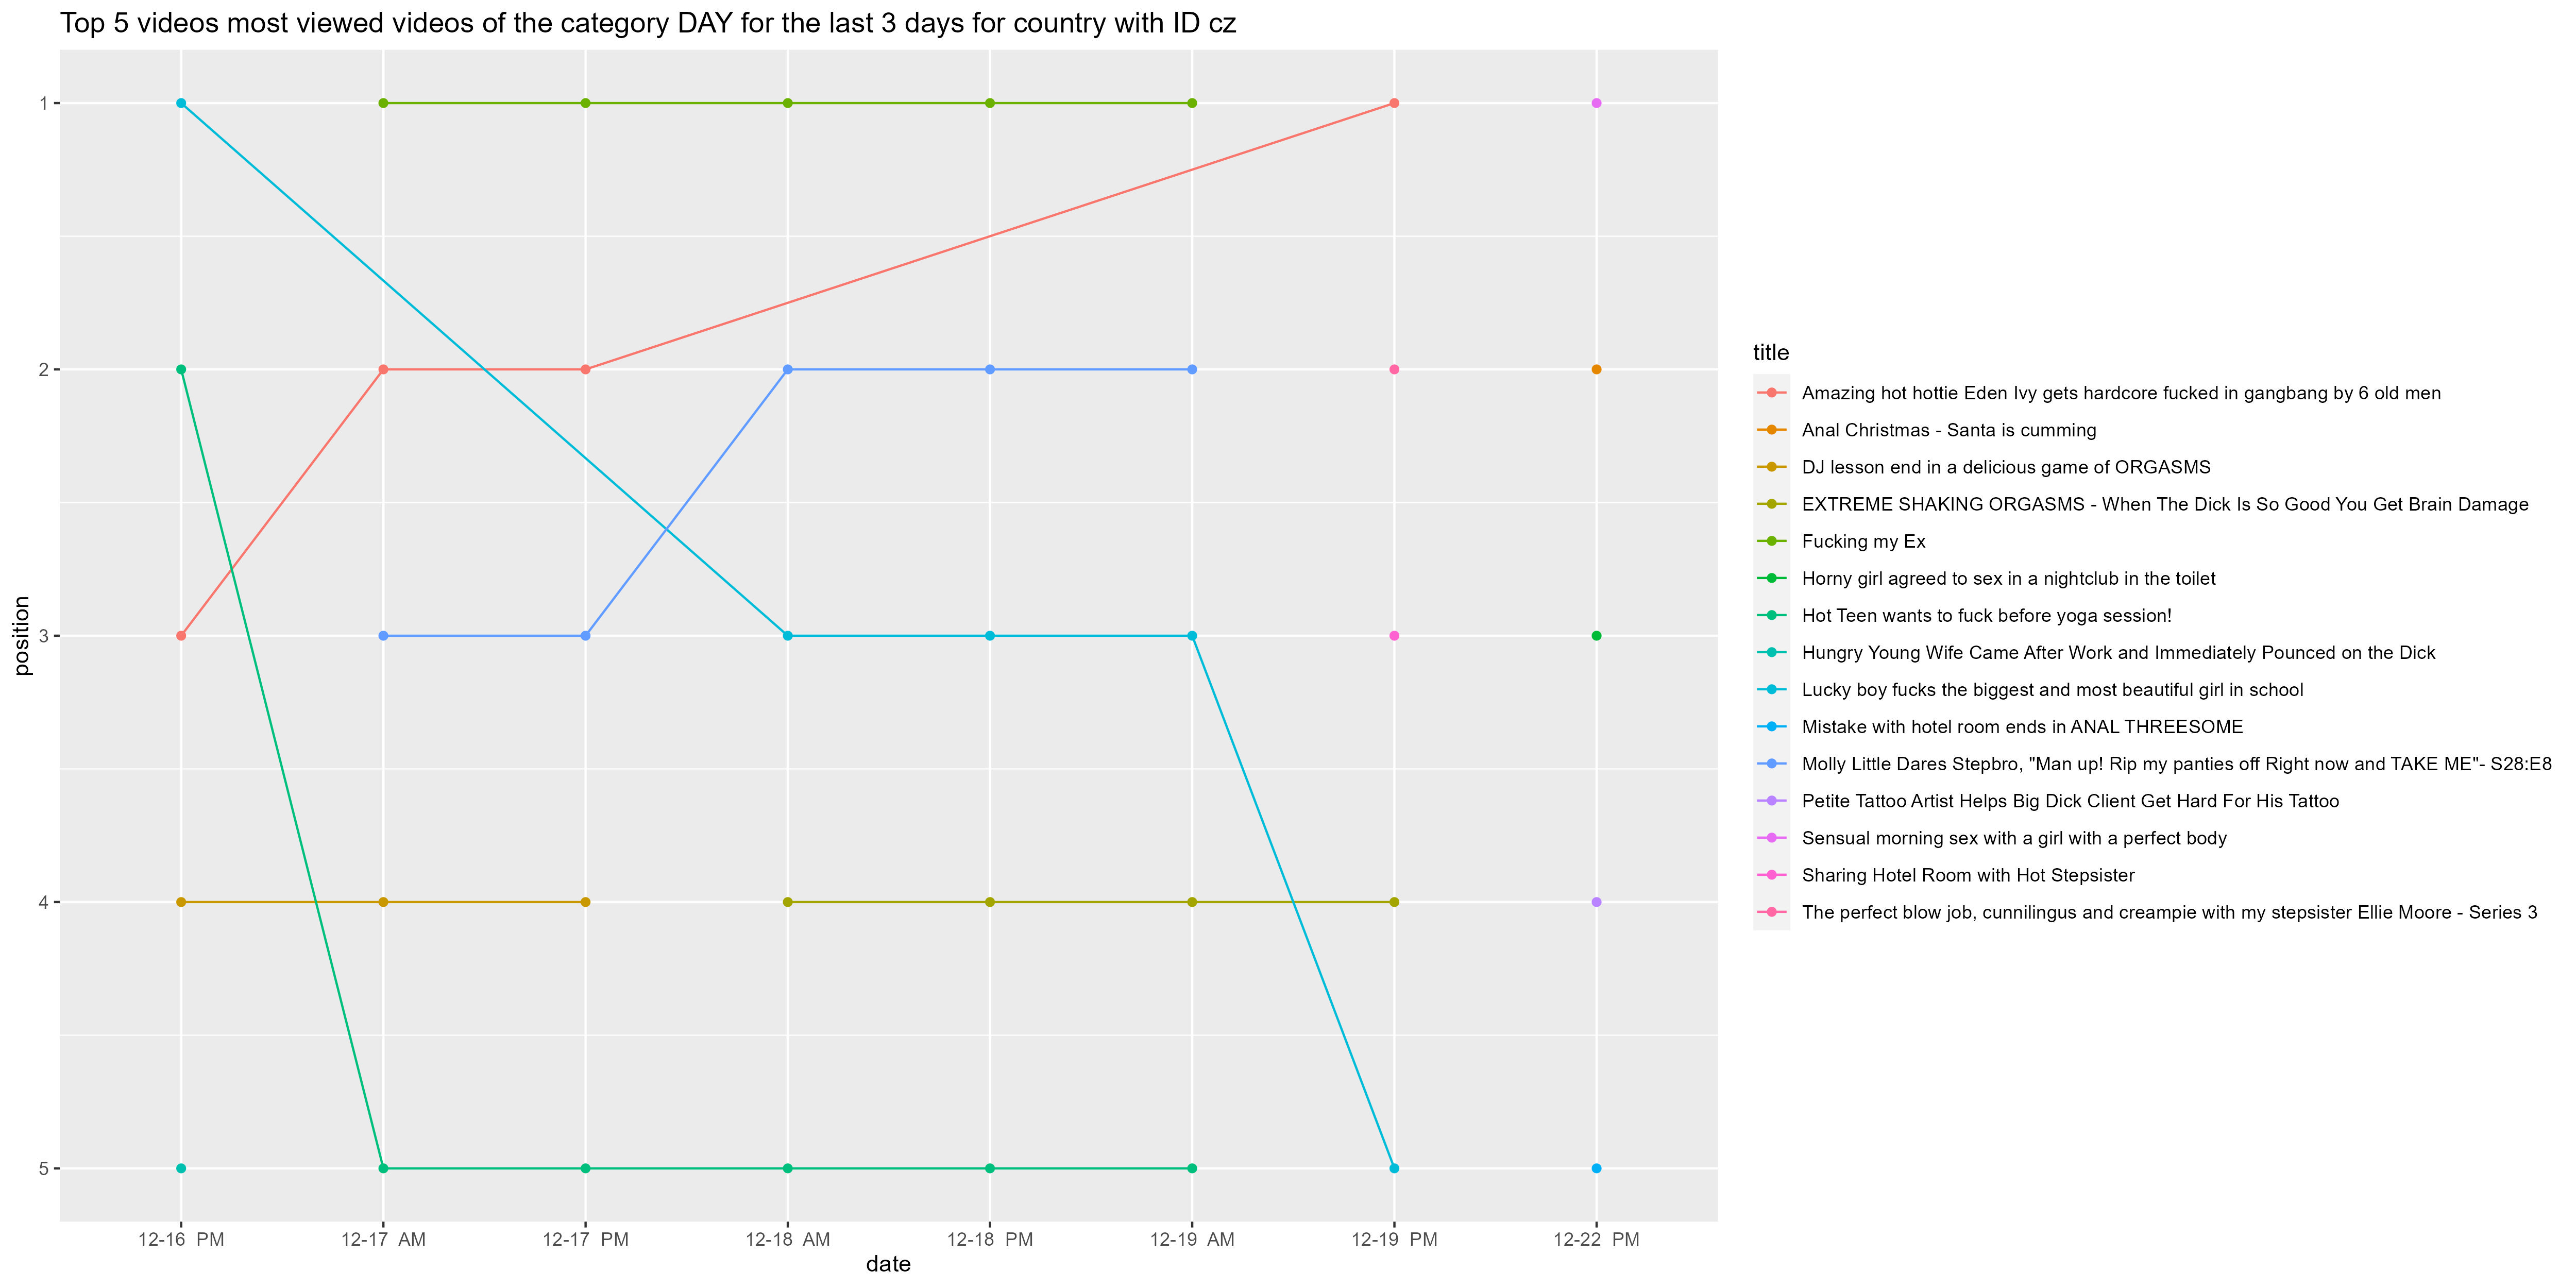 Top 5 videos most viewed videos of the category DAY for the last 3 days for country with ID cz
position
1
2
3
4
5
12-16 PM
12-17 AM
12-17 PM
12-18 AM
12-18 PM
12-19 AM
12-19 PM
12-22 PM
date
title
Amazing hot hottie Eden Ivy gets hardcore fucked in gangbang by 6 old men
Anal Christmas - Santa is cumming
DJ lesson end in a delicious game of ORGASMS
EXTREME SHAKING ORGASMS - When The Dick Is So Good You Get Brain Damage
Fucking my Ex
Horny girl agreed to sex in a nightclub in the toilet
Hot Teen wants to fuck before yoga session!
Hungry Young Wife Came After Work and Immediately Pounced on the Dick
Lucky boy fucks the biggest and most beautiful girl in school
Mistake with hotel room ends in ANAL THREESOME
Molly Little Dares Stepbro, "Man up! Rip my panties off Right now and TAKE ME"- S28:E8
Petite Tattoo Artist Helps Big Dick Client Get Hard For His Tattoo
Sensual morning sex with a girl with a perfect body
Sharing Hotel Room with Hot Stepsister
The perfect blow job, cunnilingus and creampie with my stepsister Ellie Moore - Series 3